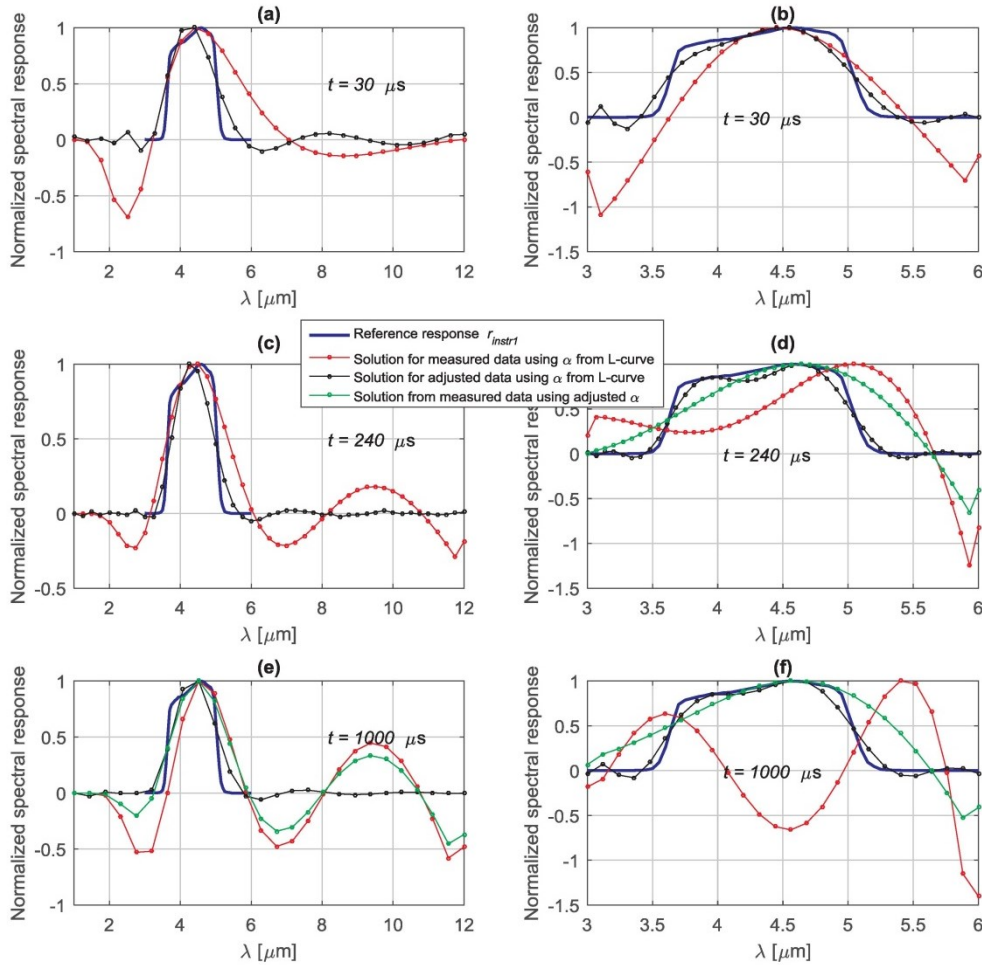 (a)
Normalized spectral response
1
0.5
0
-0.5
-1
t = 30 μs
2 4 6 8 10 12
λ [μm]
(b)
Normalized spectral response
1
0.5
0
-0.5
-1
-1.5
t = 30 μs
3 3.5 4 4.5 5 5.5 6
λ [μm]
Reference response r_instr1
Solution for measured data using α from L-curve
Solution for adjusted data using α from L-curve
Solution from measured data using adjusted α
(c)
Normalized spectral response
1
0.5
0
-0.5
t = 240 μs
2 4 6 8 10 12
λ [μm]
(d)
Normalized spectral response
0.5
0
-0.5
-1
-1.5
t = 240 μs
3 3.5 4 4.5 5 5.5 6
λ [μm]
(e)
Normalized spectral response
1
0.5
0
-0.5
-1
t = 1000 μs
2 4 6 8 10 12
λ [μm]
(f)
Normalized spectral response
1
0.5
0
-0.5
-1
-1.5
t = 1000 μs
3 3.5 4 4.5 5 5.5 6
λ [μm]